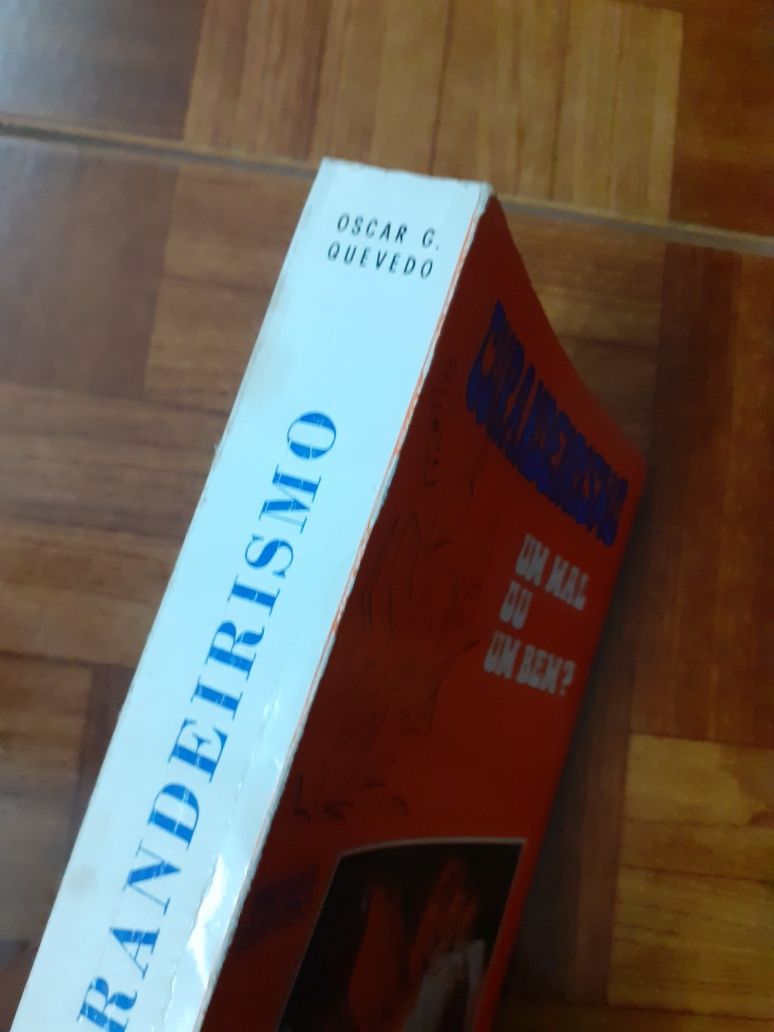 OSCAR G.
QUEVEDO
RANDEIRISMO
CURANDEIRISMO
UM MAL
OU
UM BEM?